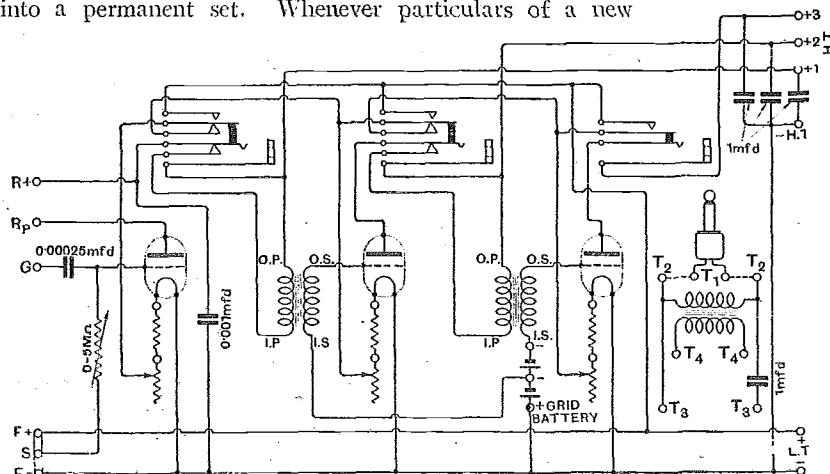 into a permanent set. Whenever particulars of a new
+3
+2
H.T
+1
1mfd
-H.T
R+
RP
0·00025mfd
G
0-5MΩ
0·001mfd
O.P. O.S.
I.P I.S
O.P. O.S.
I.P I.S.
-
-
+GRID
BATTERY
T2 T1 T2
T4 T4
T3 T3
1mfd
F+
S
F-
+
L.T
-